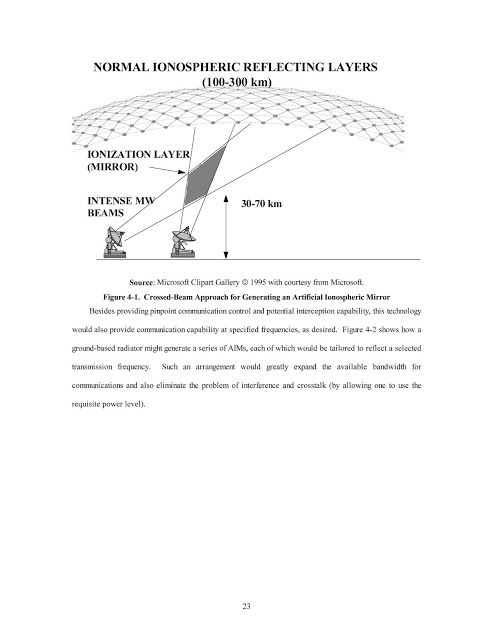 NORMAL IONOSPHERIC REFLECTING LAYERS
(100-300 km)
IONIZATION LAYER
(MIRROR)
INTENSE MW
BEAMS
30-70 km
Source: Microsoft Clipart Gallery © 1995 with courtesy from Microsoft.
Figure 4-1. Crossed-Beam Approach for Generating an Artificial Ionospheric Mirror
Besides providing pinpoint communication control and potential interception capability, this technology
would also provide communication capability at specified frequencies, as desired. Figure 4-2 shows how a
ground-based radiator might generate a series of AIMs, each of which would be tailored to reflect a selected
transmission frequency. Such an arrangement would greatly expand the available bandwidth for
communications and also eliminate the problem of interference and crosstalk (by allowing one to use the
requisite power level).
23